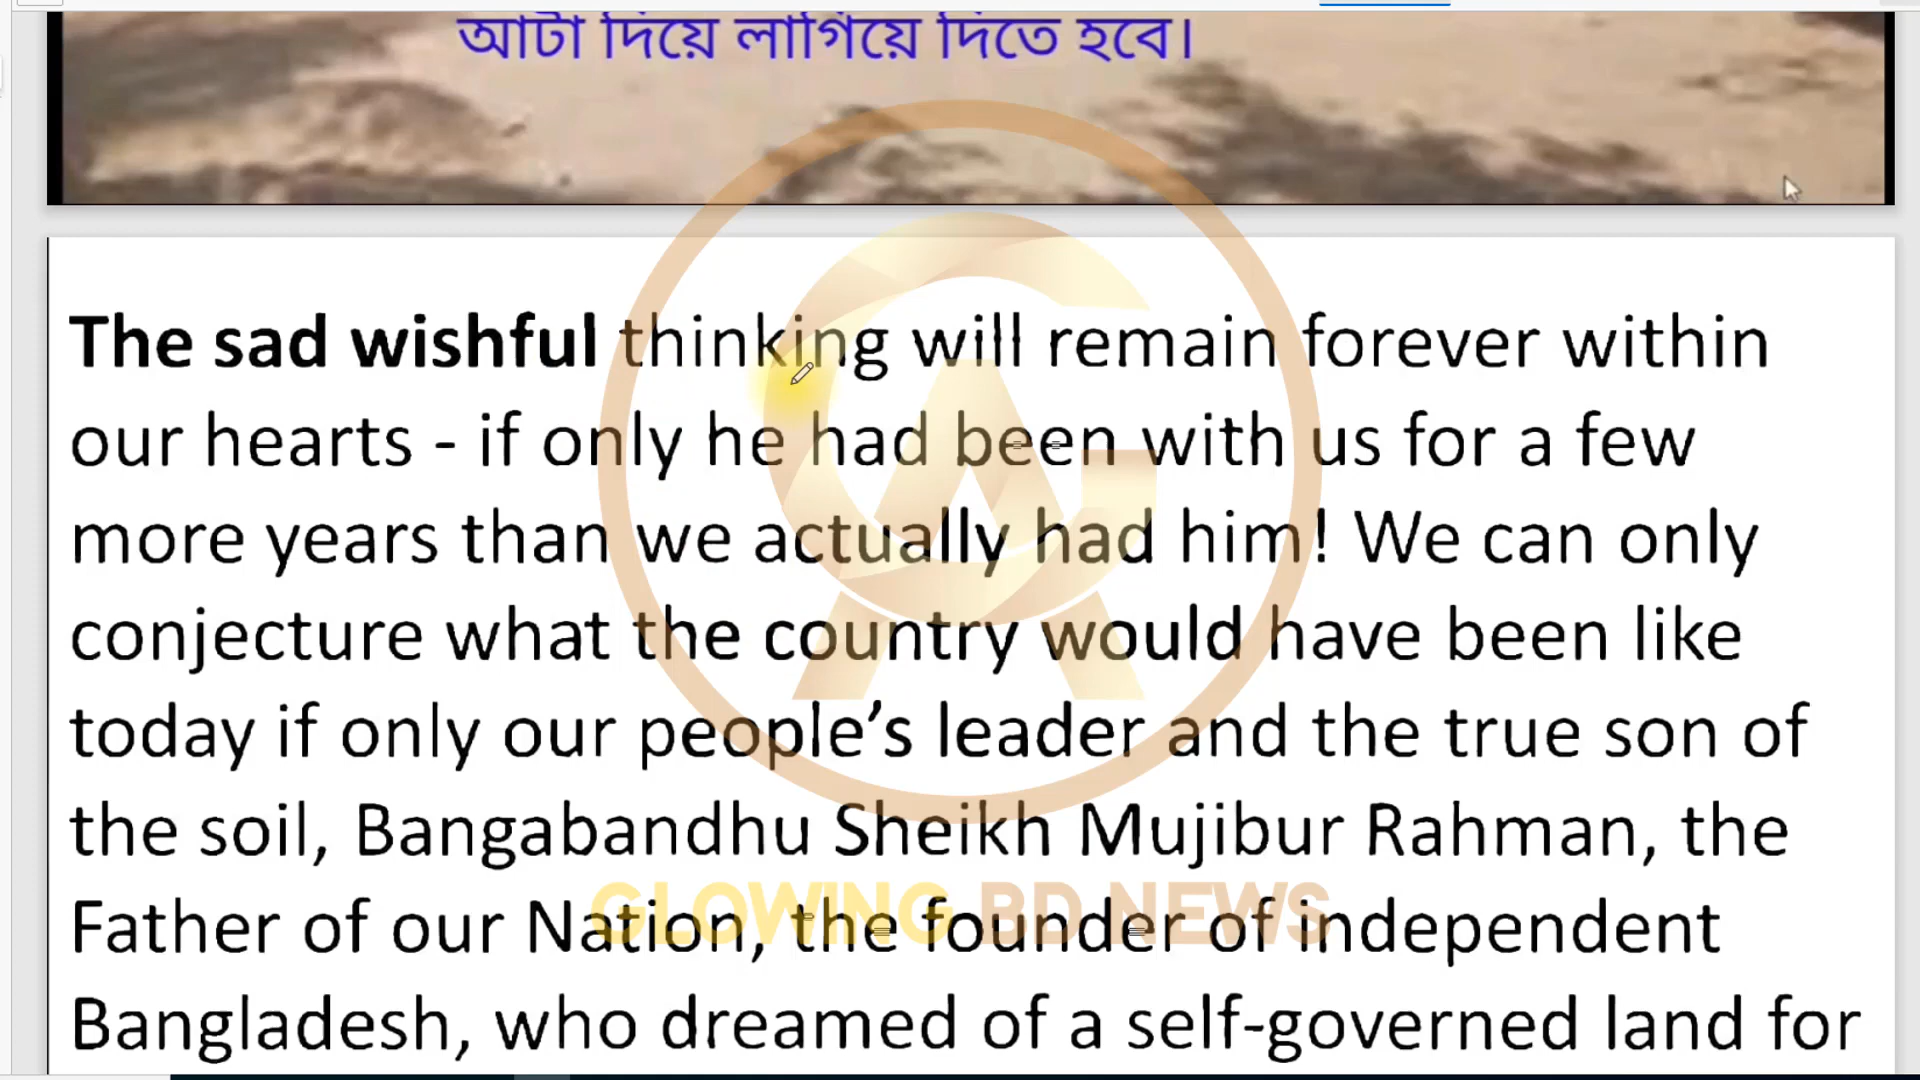 আটা দিয়ে লাগিয়ে দিতে হবে।
The sad wishful thinking will remain forever within
our hearts - if only he had been with us for a few
more years than we actually had him! We can only
conjecture what the country would have been like
today if only our people’s leader and the true son of
the soil, Bangabandhu Sheikh Mujibur Rahman, the
Father of our Nation, the founder of independent
Bangladesh, who dreamed of a self-governed land for
GLOWING BD NEWS